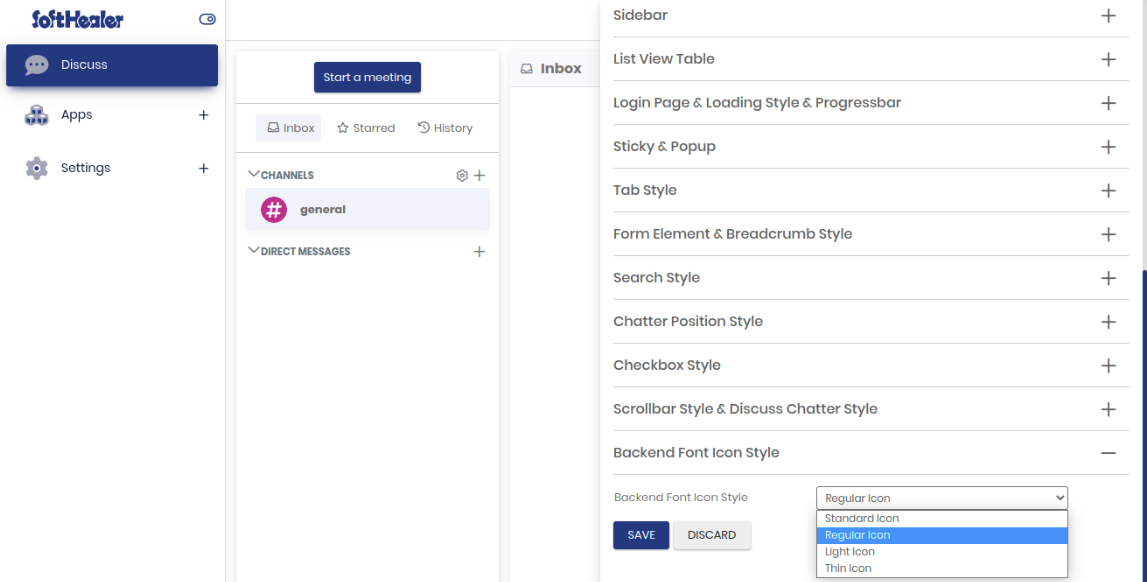 SoftHealer
Discuss
Apps
Settings
Start a meeting
Inbox
Starred
History
CHANNELS
general
DIRECT MESSAGES
Inbox
Sidebar
List View Table
Login Page & Loading Style & Progressbar
Sticky & Popup
Tab Style
Form Element & Breadcrumb Style
Search Style
Chatter Position Style
Checkbox Style
Scrollbar Style & Discuss Chatter Style
Backend Font Icon Style
Backend Font Icon Style
Regular Icon
Standard Icon
Regular Icon
Light Icon
Thin Icon
SAVE
DISCARD